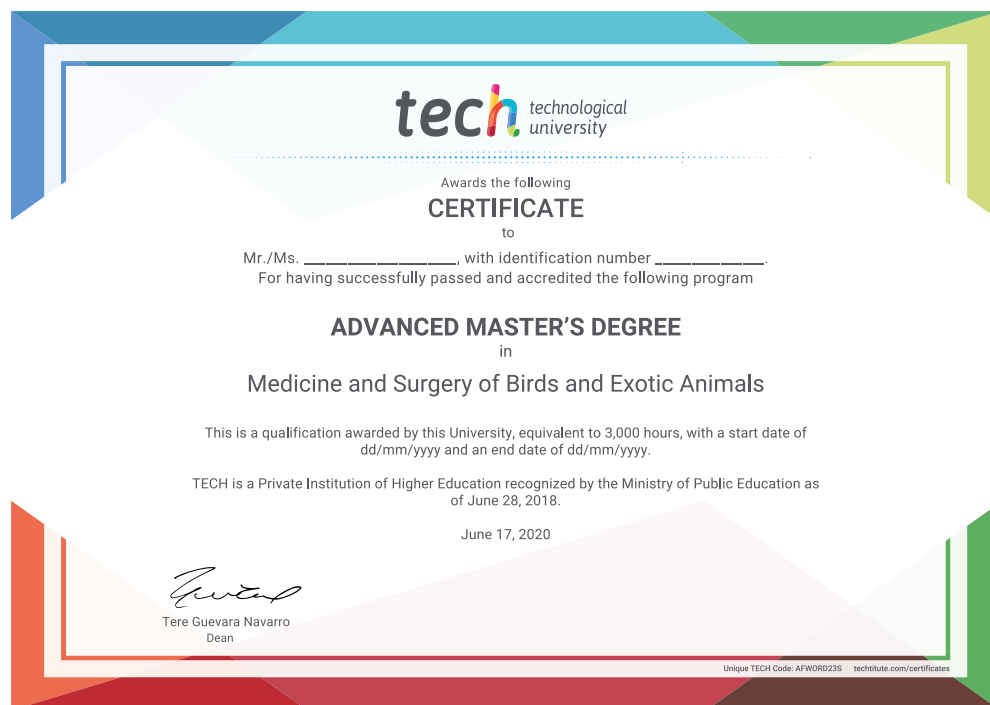 tech technological
university
Awards the following
CERTIFICATE
to
Mr./Ms. ____________________, with identification number ______________.
For having successfully passed and accredited the following program
ADVANCED MASTER'S DEGREE
in
Medicine and Surgery of Birds and Exotic Animals
This is a qualification awarded by this University, equivalent to 3,000 hours, with a start date of
dd/mm/yyyy and an end date of dd/mm/yyyy.
TECH is a Private Institution of Higher Education recognized by the Ministry of Public Education as
of June 28, 2018.
June 17, 2020
Tere Guevara Navarro
Dean
Unique TECH Code: AFWORD23S techtitute.com/certificates